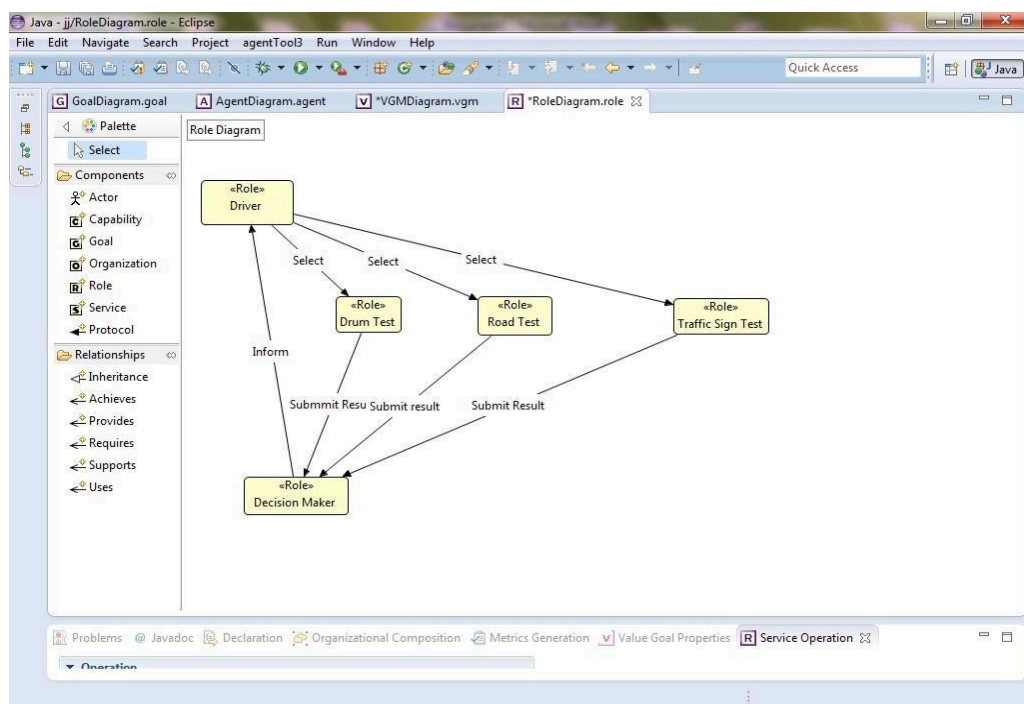 Java - jj/RoleDiagram.role - Eclipse
File Edit Navigate Search Project agentTool3 Run Window Help
Quick Access
Java
G GoalDiagram.goal
A AgentDiagram.agent
V *VGMDiagram.vgm
R *RoleDiagram.role
Palette
Select
Components
Actor
C Capability
G Goal
O Organization
R Role
S Service
Protocol
Relationships
Inheritance
Achieves
Provides
Requires
Supports
Uses
Role Diagram
«Role»
Driver
Select
Select
Select
«Role»
Drum Test
«Role»
Road Test
«Role»
Traffic Sign Test
Inform
Submmit Resu
Submit result
Submit Result
«Role»
Decision Maker
Problems @ Javadoc Declaration Organizational Composition Metrics Generation V Value Goal Properties R Service Operation
Operation